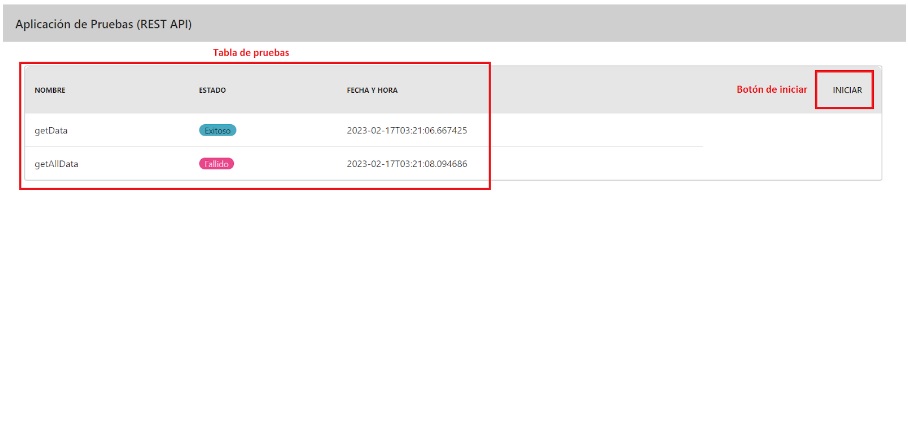 Aplicación de Pruebas (REST API)
Tabla de pruebas
NOMBRE ESTADO FECHA Y HORA Botón de iniciar INICIAR
getData Exitoso 2023-02-17T03:21:06.667425
getAllData Fallido 2023-02-17T03:21:08.094686